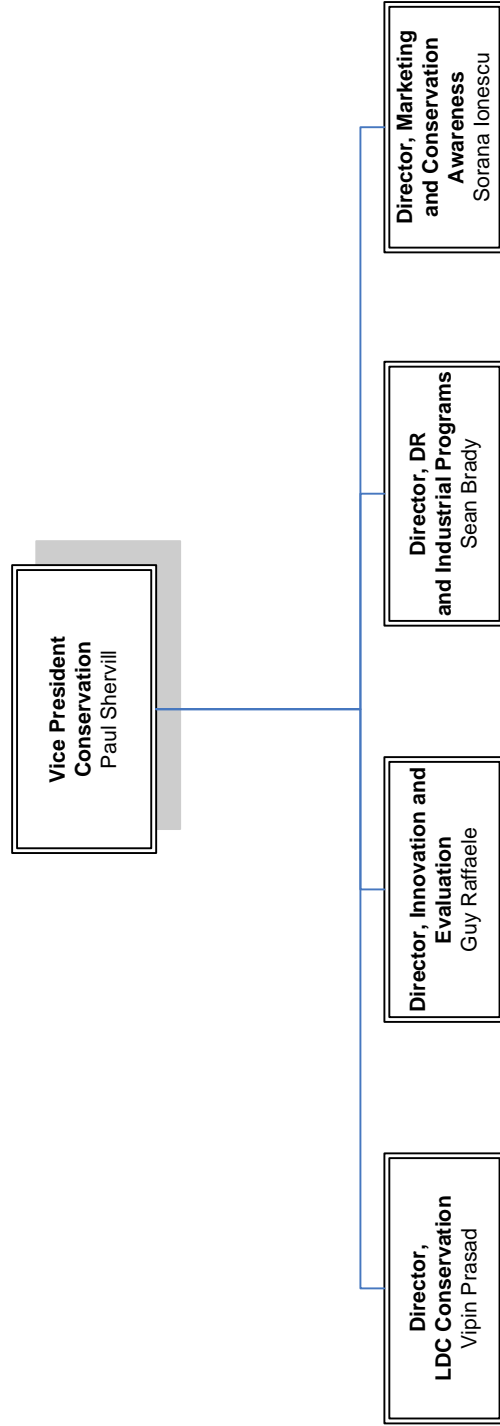 Vice President
Conservation
Paul Shervill
Director,
LDC Conservation
Vipin Prasad
Director, Innovation and
Evaluation
Guy Raffaele
Director, DR
and Industrial Programs
Sean Brady
Director, Marketing
and Conservation
Awareness
Sorana Ionescu